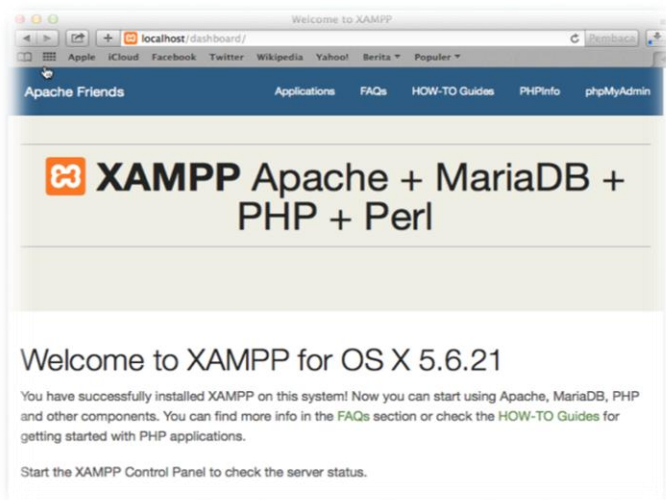 Welcome to XAMPP
localhost/dashboard/
Pembaca
Apple iCloud Facebook Twitter Wikipedia Yahoo! Berita Populer
Apache Friends Applications FAQs HOW-TO Guides PHPInfo phpMyAdmin
XAMPP Apache + MariaDB +
PHP + Perl
Welcome to XAMPP for OS X 5.6.21
You have successfully installed XAMPP on this system! Now you can start using Apache, MariaDB, PHP
and other components. You can find more info in the FAQs section or check the HOW-TO Guides for
getting started with PHP applications.
Start the XAMPP Control Panel to check the server status.